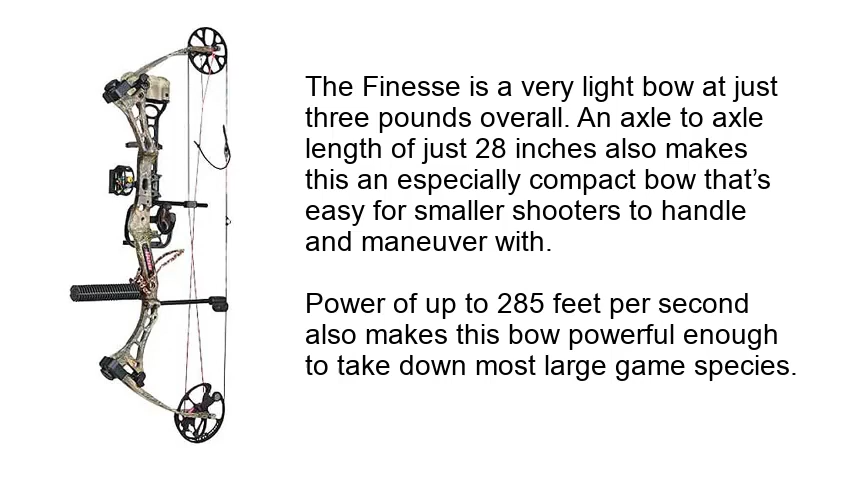 The Finesse is a very light bow at just
three pounds overall. An axle to axle
length of just 28 inches also makes
this an especially compact bow that’s
easy for smaller shooters to handle
and maneuver with.
Power of up to 285 feet per second
also makes this bow powerful enough
to take down most large game species.